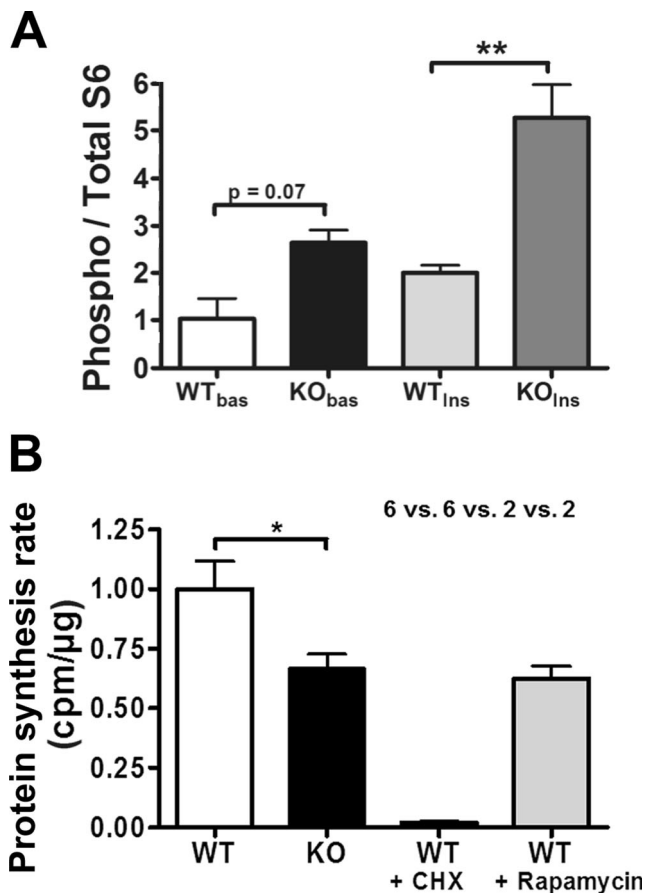 A
Phospho / Total S6
6
5
4
3
2
1
0
p = 0.07
**
WTbas KObas WTIns KOIns
B
6 vs. 6 vs. 2 vs. 2
Protein synthesis rate
(cpm/µg)
1.25
1.00
0.75
0.50
0.25
0.00
*
WT KO WT WT
+ CHX + Rapamycin